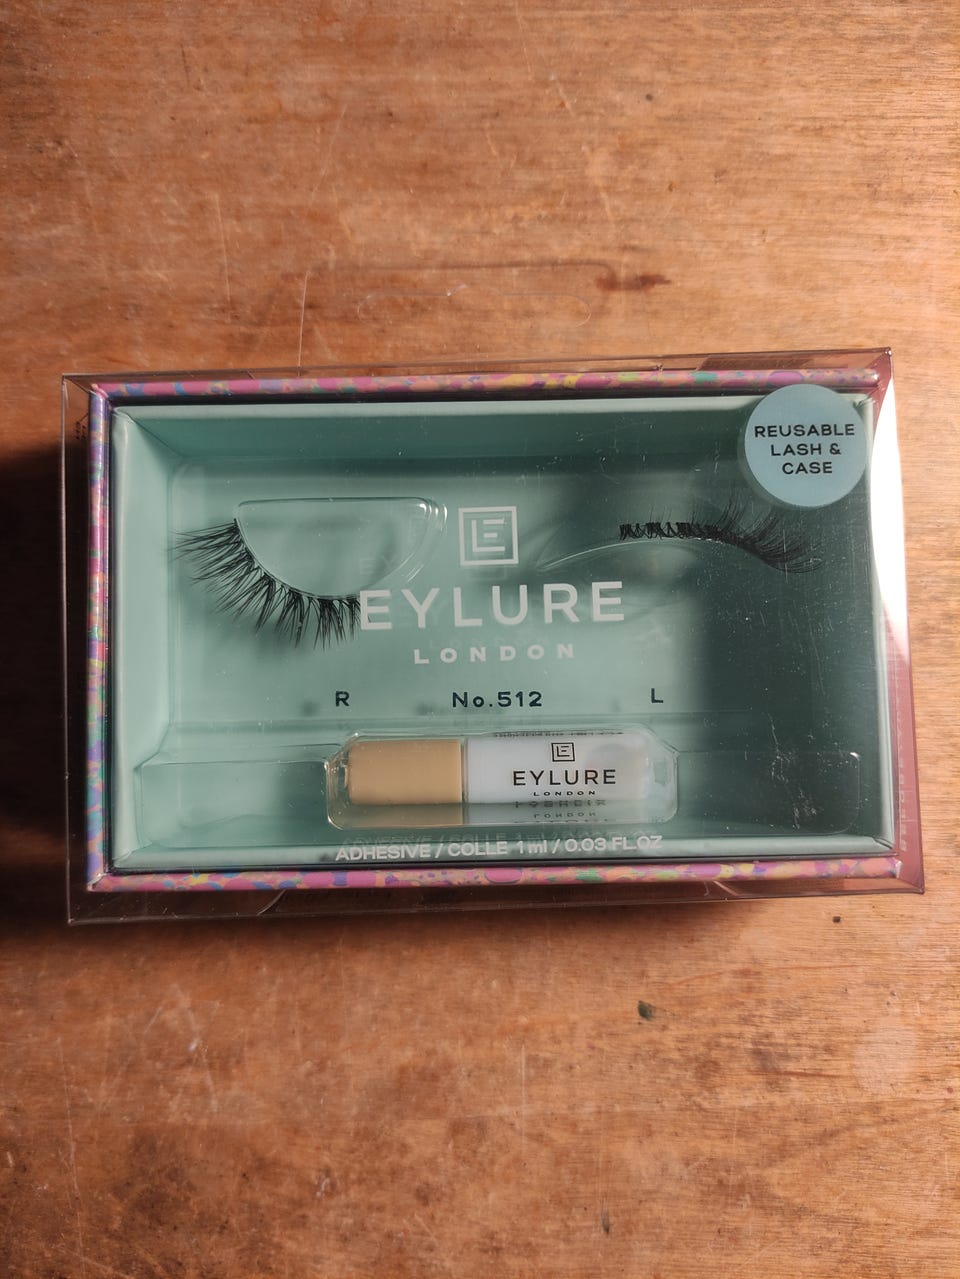 REUSABLE
LASH &
CASE
E
EYLURE
LONDON
R No.512 L
E
EYLURE
LONDON
ADHESIVE / COLLE 1 ml / 0.03 FL.OZ